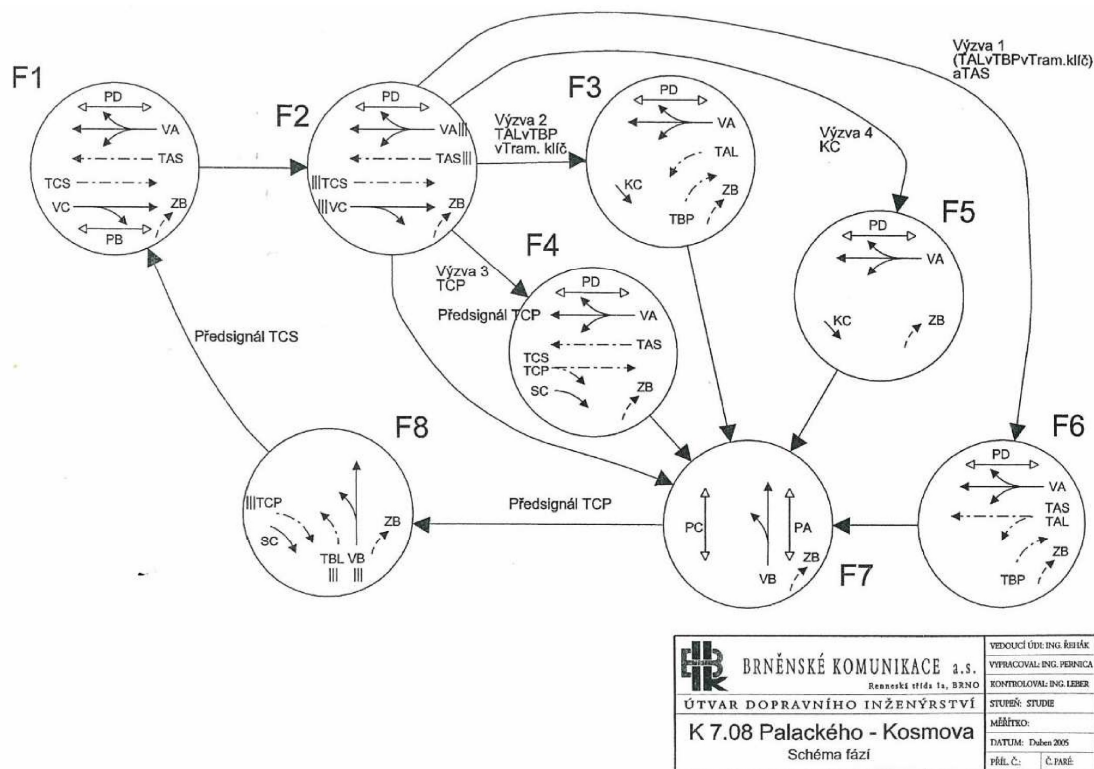 F1
PD
VA
TAS
TCS
VC
ZB
PB
F2
PD
VA
TAS
TCS
VC
ZB
Výzva 2
TALvTBP
vTram. klíč
F3
PD
VA
TAL
KC
ZB
TBP
Výzva 4
KC
Výzva 1
(TALvTBPvTram.klíč)
aTAS
F5
PD
VA
KC
ZB
Výzva 3
TCP
Předsignál TCP
F4
PD
VA
TAS
TCS
TCP
SC
ZB
Předsignál TCS
F8
TCP
SC
TBL
VB
ZB
Předsignál TCP
F7
PC
PA
VB
ZB
F6
PD
VA
TAS
TAL
ZB
TBP
BRNĚNSKÉ KOMUNIKACE a.s.
Renneská třída 1a, BRNO
ÚTVAR DOPRAVNÍHO INŽENÝRSTVÍ
K 7.08 Palackého - Kosmova
Schéma fází
VEDOUCÍ ÚDI: ING. ŘEHÁK
VYPRACOVAL: ING. PERNICA
KONTROLOVAL: ING. LEBER
STUPEŇ: STUDIE
MĚŘÍTKO:
DATUM: Duben 2005
PŘÍL. Č.:
Č. PARÉ: